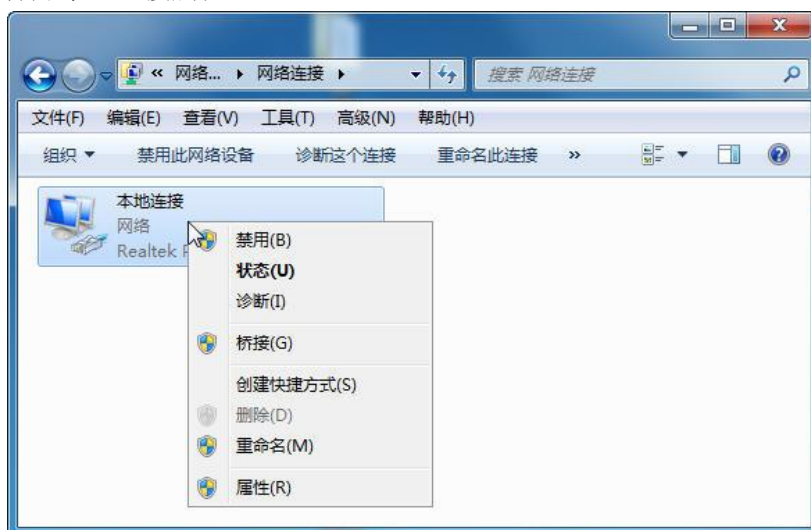 « 网络... ▸ 网络连接 ▸
搜索 网络连接
文件(F) 编辑(E) 查看(V) 工具(T) 高级(N) 帮助(H)
组织 ▼ 禁用此网络设备 诊断这个连接 重命名此连接 »
本地连接
网络
Realtek
禁用(B)
状态(U)
诊断(I)
桥接(G)
创建快捷方式(S)
删除(D)
重命名(M)
属性(R)